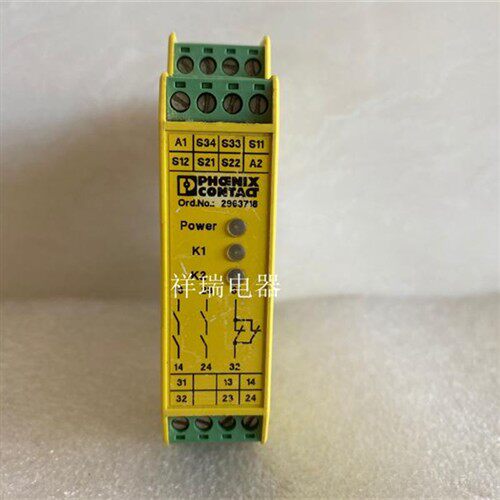 A1 S34 S33 S11
S12 S21 S22 A2
PHŒNIX
CONTACT
Ord.No.: 2963718
Power
K1
K2
祥瑞电器
14 24 32
31 13 14
32 23 24